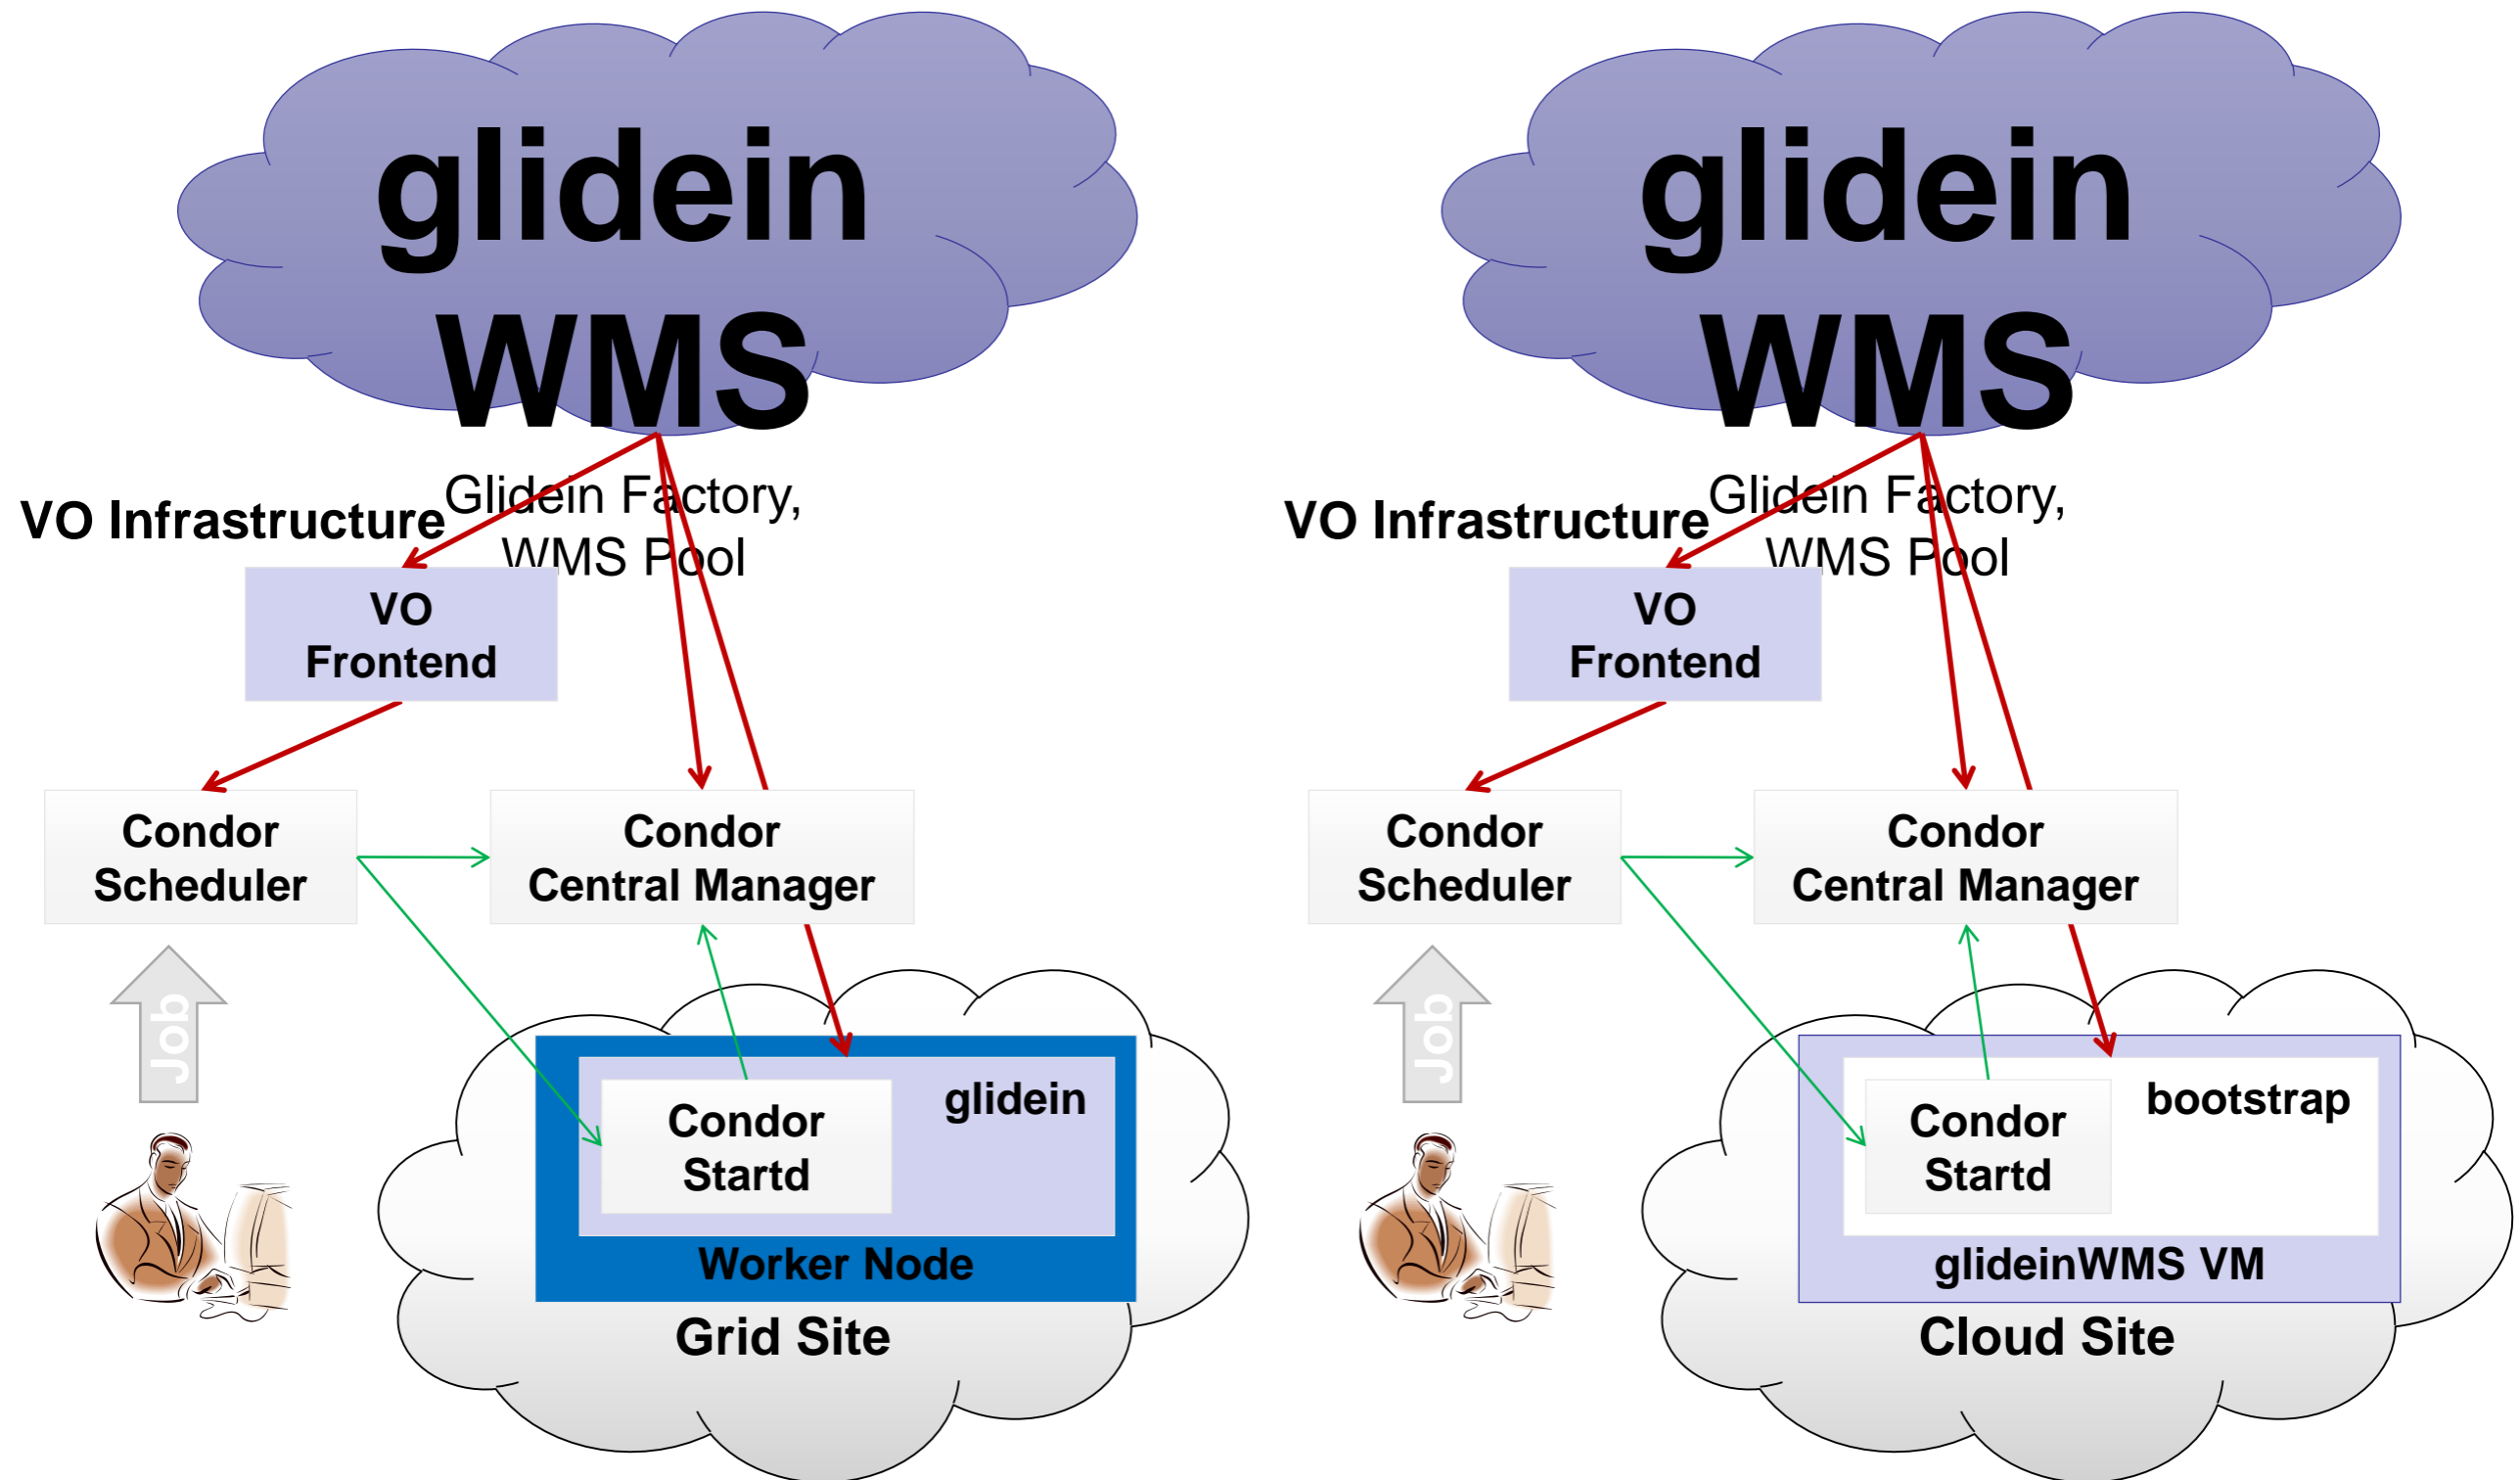 glidein
WMS
Glidein Factory,
WMS Pool
VO Infrastructure
VO
Frontend
Condor
Scheduler
Condor
Central Manager
Job
glidein
Condor
Startd
Worker Node
Grid Site
glidein
WMS
Glidein Factory,
WMS Pool
VO Infrastructure
VO
Frontend
Condor
Scheduler
Condor
Central Manager
Job
bootstrap
Condor
Startd
glideinWMS VM
Cloud Site